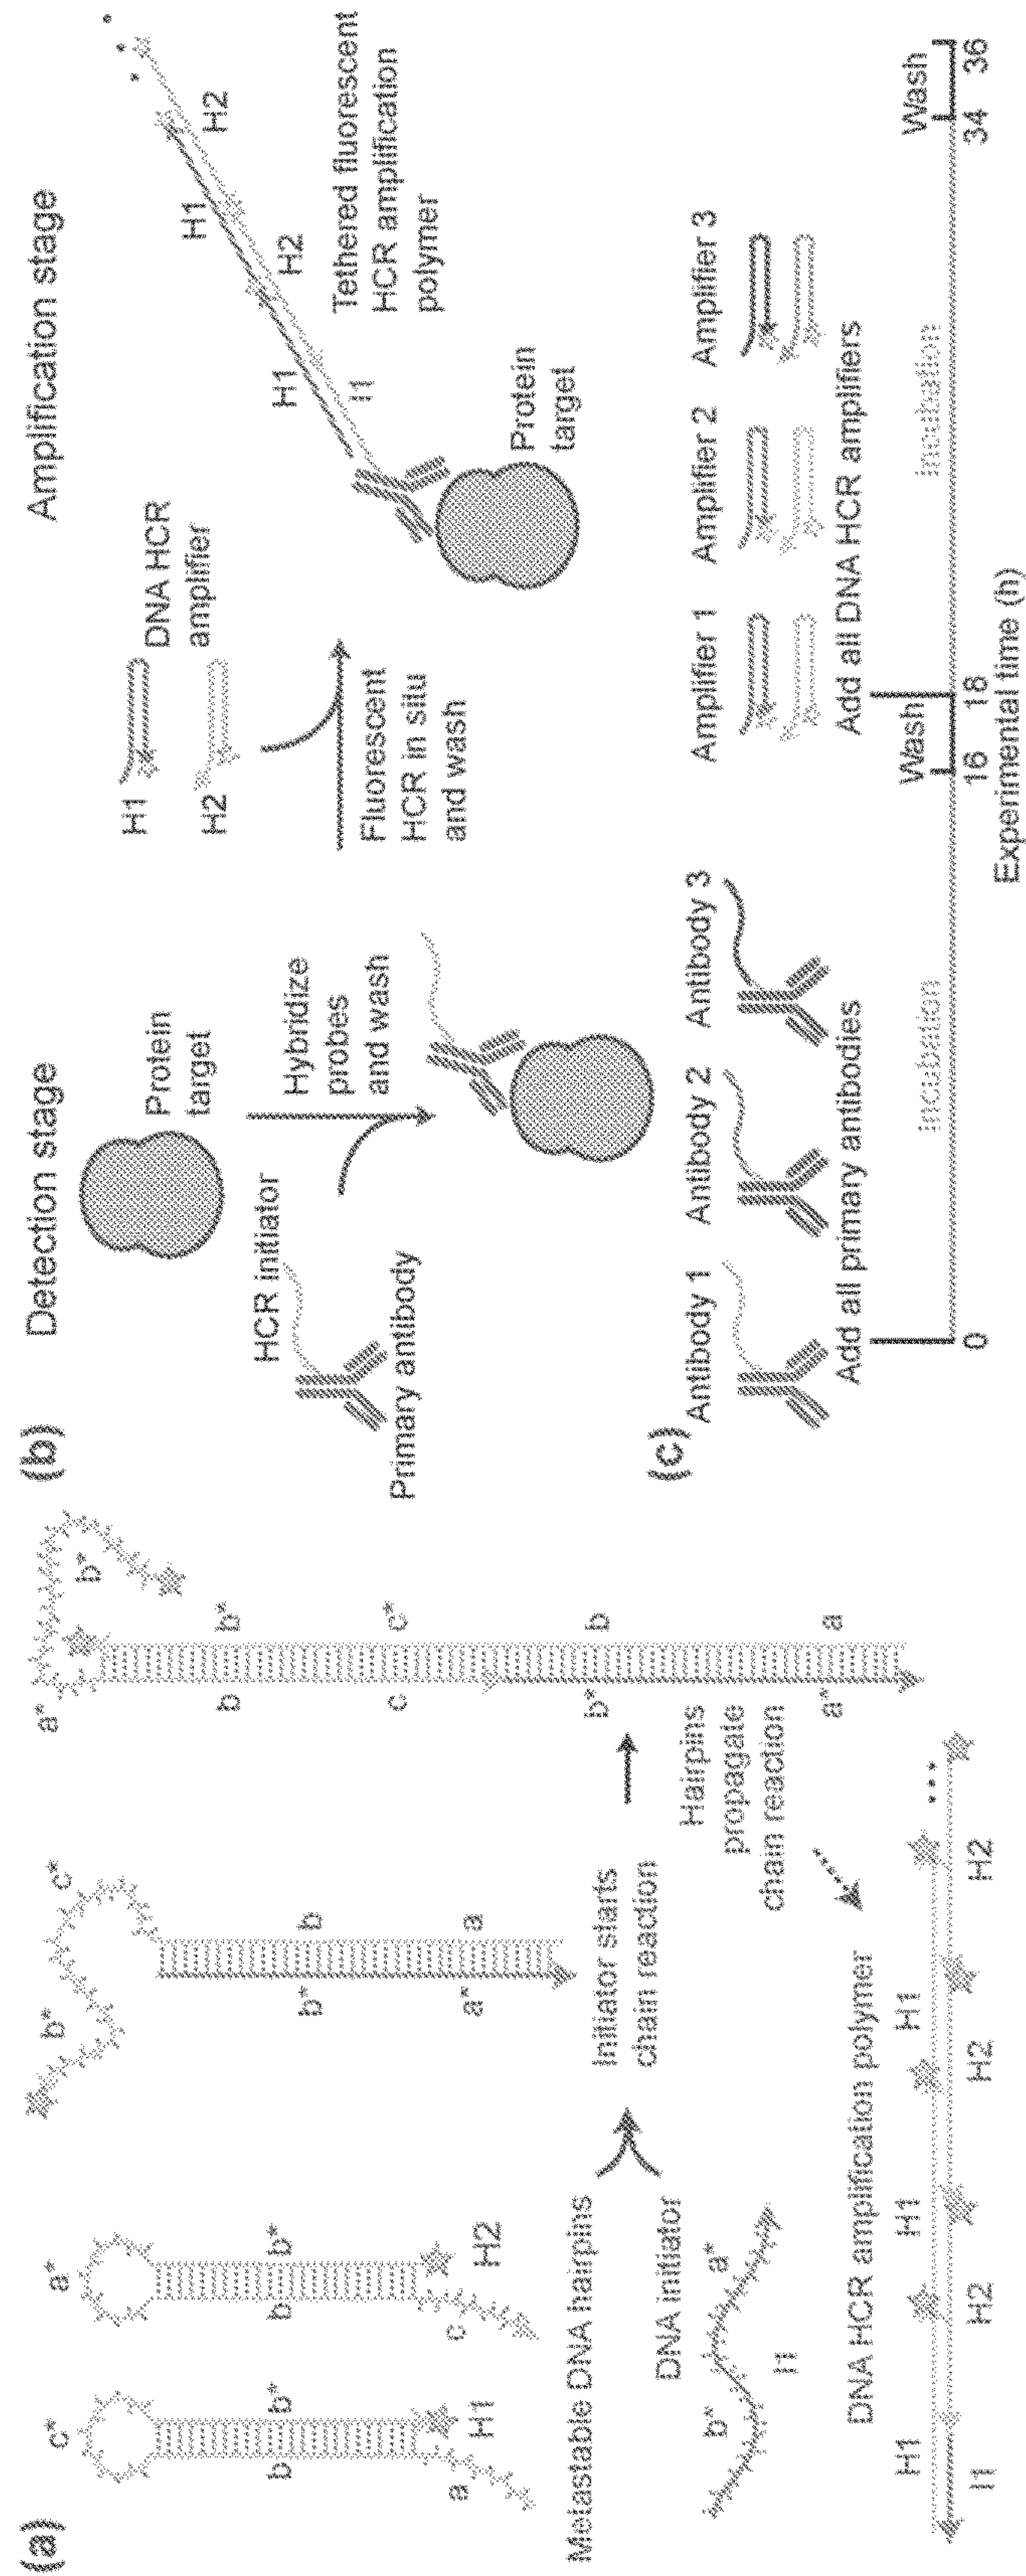 (a)
c*
b
b*
a
H1
a*
b
b*
c
H2
Metastable DNA hairpins
DNA initiator
b*
a*
I1
b*
c*
b*
b
a*
a
Initiator starts
chain reaction
a*
b*
b
b*
c
c*
b*
b
a*
a
Hairpins
propagate
chain reaction
DNA HCR amplification polymer
H1
H1
H1
I1
H2
H2
H2
(b)
Detection stage
Protein
target
HCR initiator
Primary antibody
Hybridize
probes
and wash
Amplification stage
H1
H2
DNA HCR
amplifier
Fluorescent
HCR in situ
and wash
H1
H1
I1
H2
H2
Tethered fluorescent
HCR amplification
polymer
Protein
target
(c)
Antibody 1
Antibody 2
Antibody 3
Add all primary antibodies
Amplifier 1
Amplifier 2
Amplifier 3
Add all DNA HCR amplifiers
incubation
Wash
incubation
Wash
0
16
18
34
36
Experimental time (h)